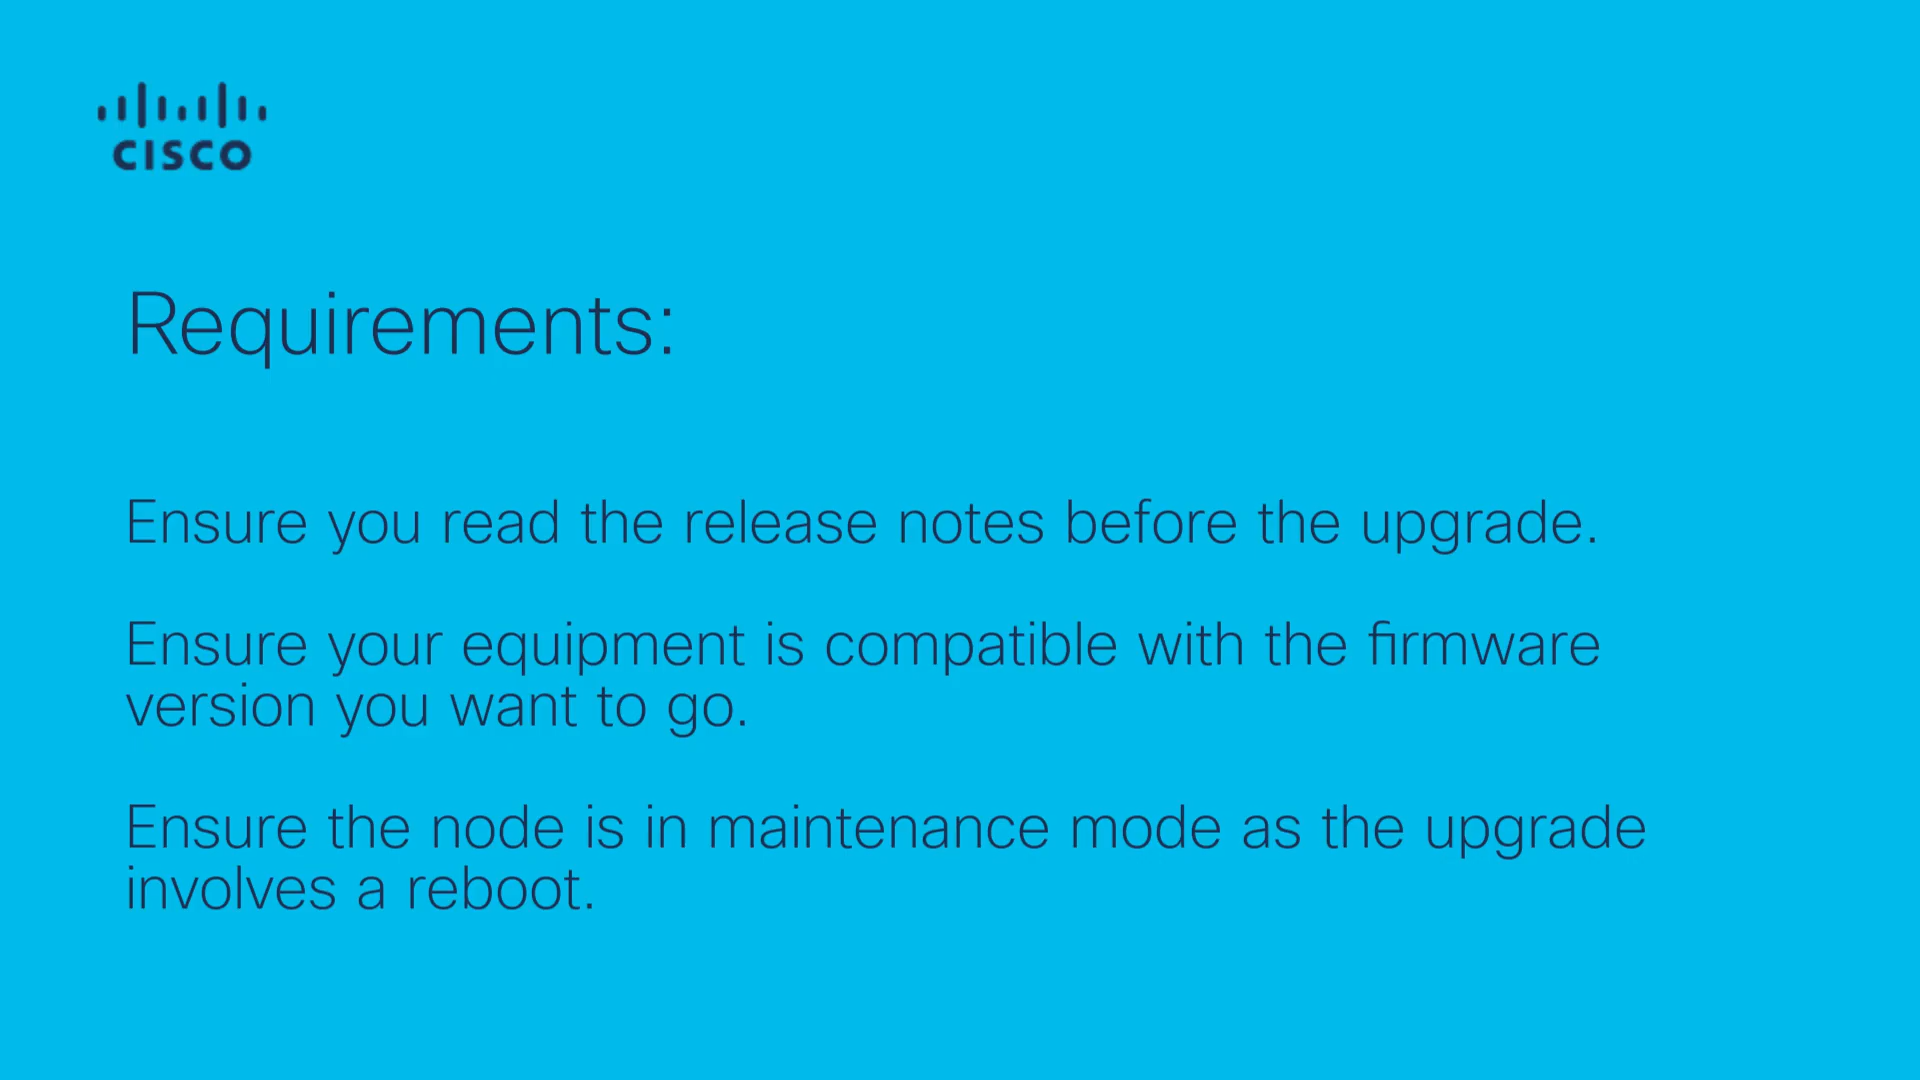 CISCO
Requirements:
Ensure you read the release notes before the upgrade.
Ensure your equipment is compatible with the firmware
version you want to go.
Ensure the node is in maintenance mode as the upgrade
involves a reboot.